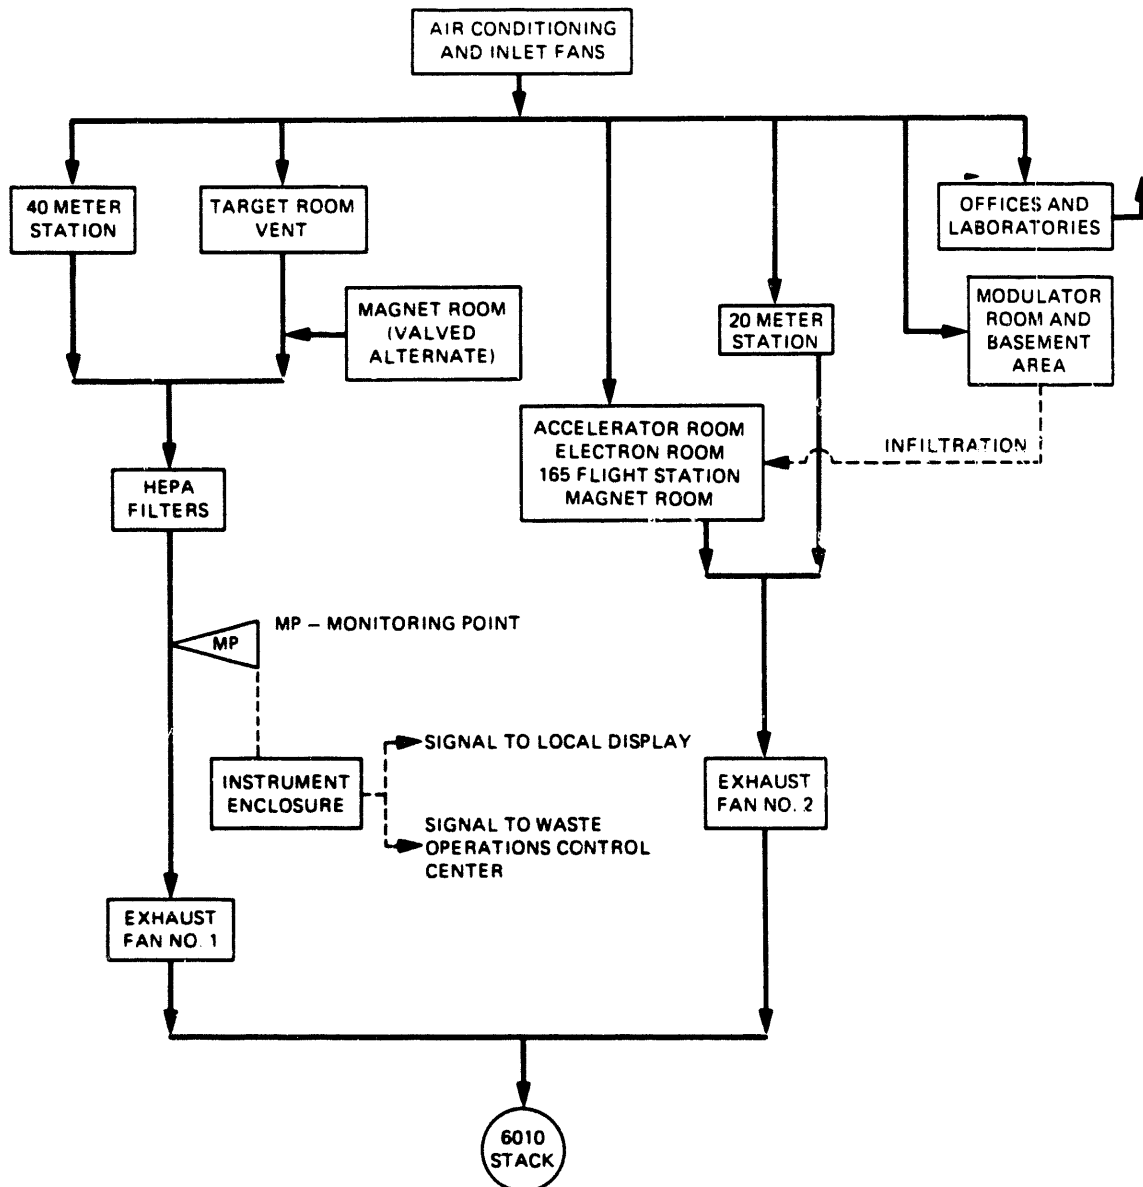 AIR CONDITIONING
AND INLET FANS
40 METER
STATION
TARGET ROOM
VENT
OFFICES AND
LABORATORIES
MAGNET ROOM
(VALVED
ALTERNATE)
20 METER
STATION
MODULATOR
ROOM AND
BASEMENT
AREA
ACCELERATOR ROOM
ELECTRON ROOM
165 FLIGHT STATION
MAGNET ROOM
INFILTRATION
HEPA
FILTERS
MP
MP – MONITORING POINT
INSTRUMENT
ENCLOSURE
SIGNAL TO LOCAL DISPLAY
SIGNAL TO WASTE
OPERATIONS CONTROL
CENTER
EXHAUST
FAN NO. 2
EXHAUST
FAN NO. 1
6010
STACK